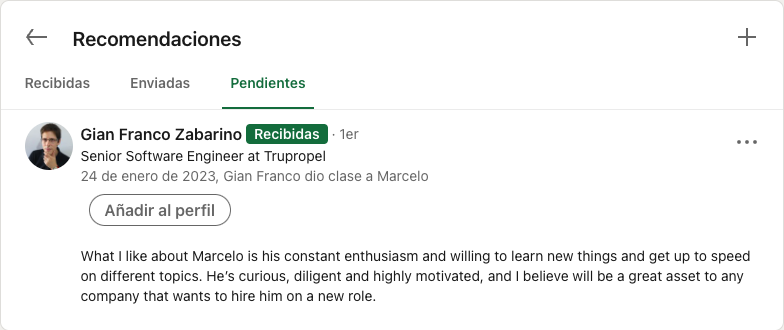 Recomendaciones
Recibidas Enviadas Pendientes
Gian Franco Zabarino Recibidas · 1er
Senior Software Engineer at Trupropel
24 de enero de 2023, Gian Franco dio clase a Marcelo
Añadir al perfil
What I like about Marcelo is his constant enthusiasm and willing to learn new things and get up to speed
on different topics. He’s curious, diligent and highly motivated, and I believe will be a great asset to any
company that wants to hire him on a new role.